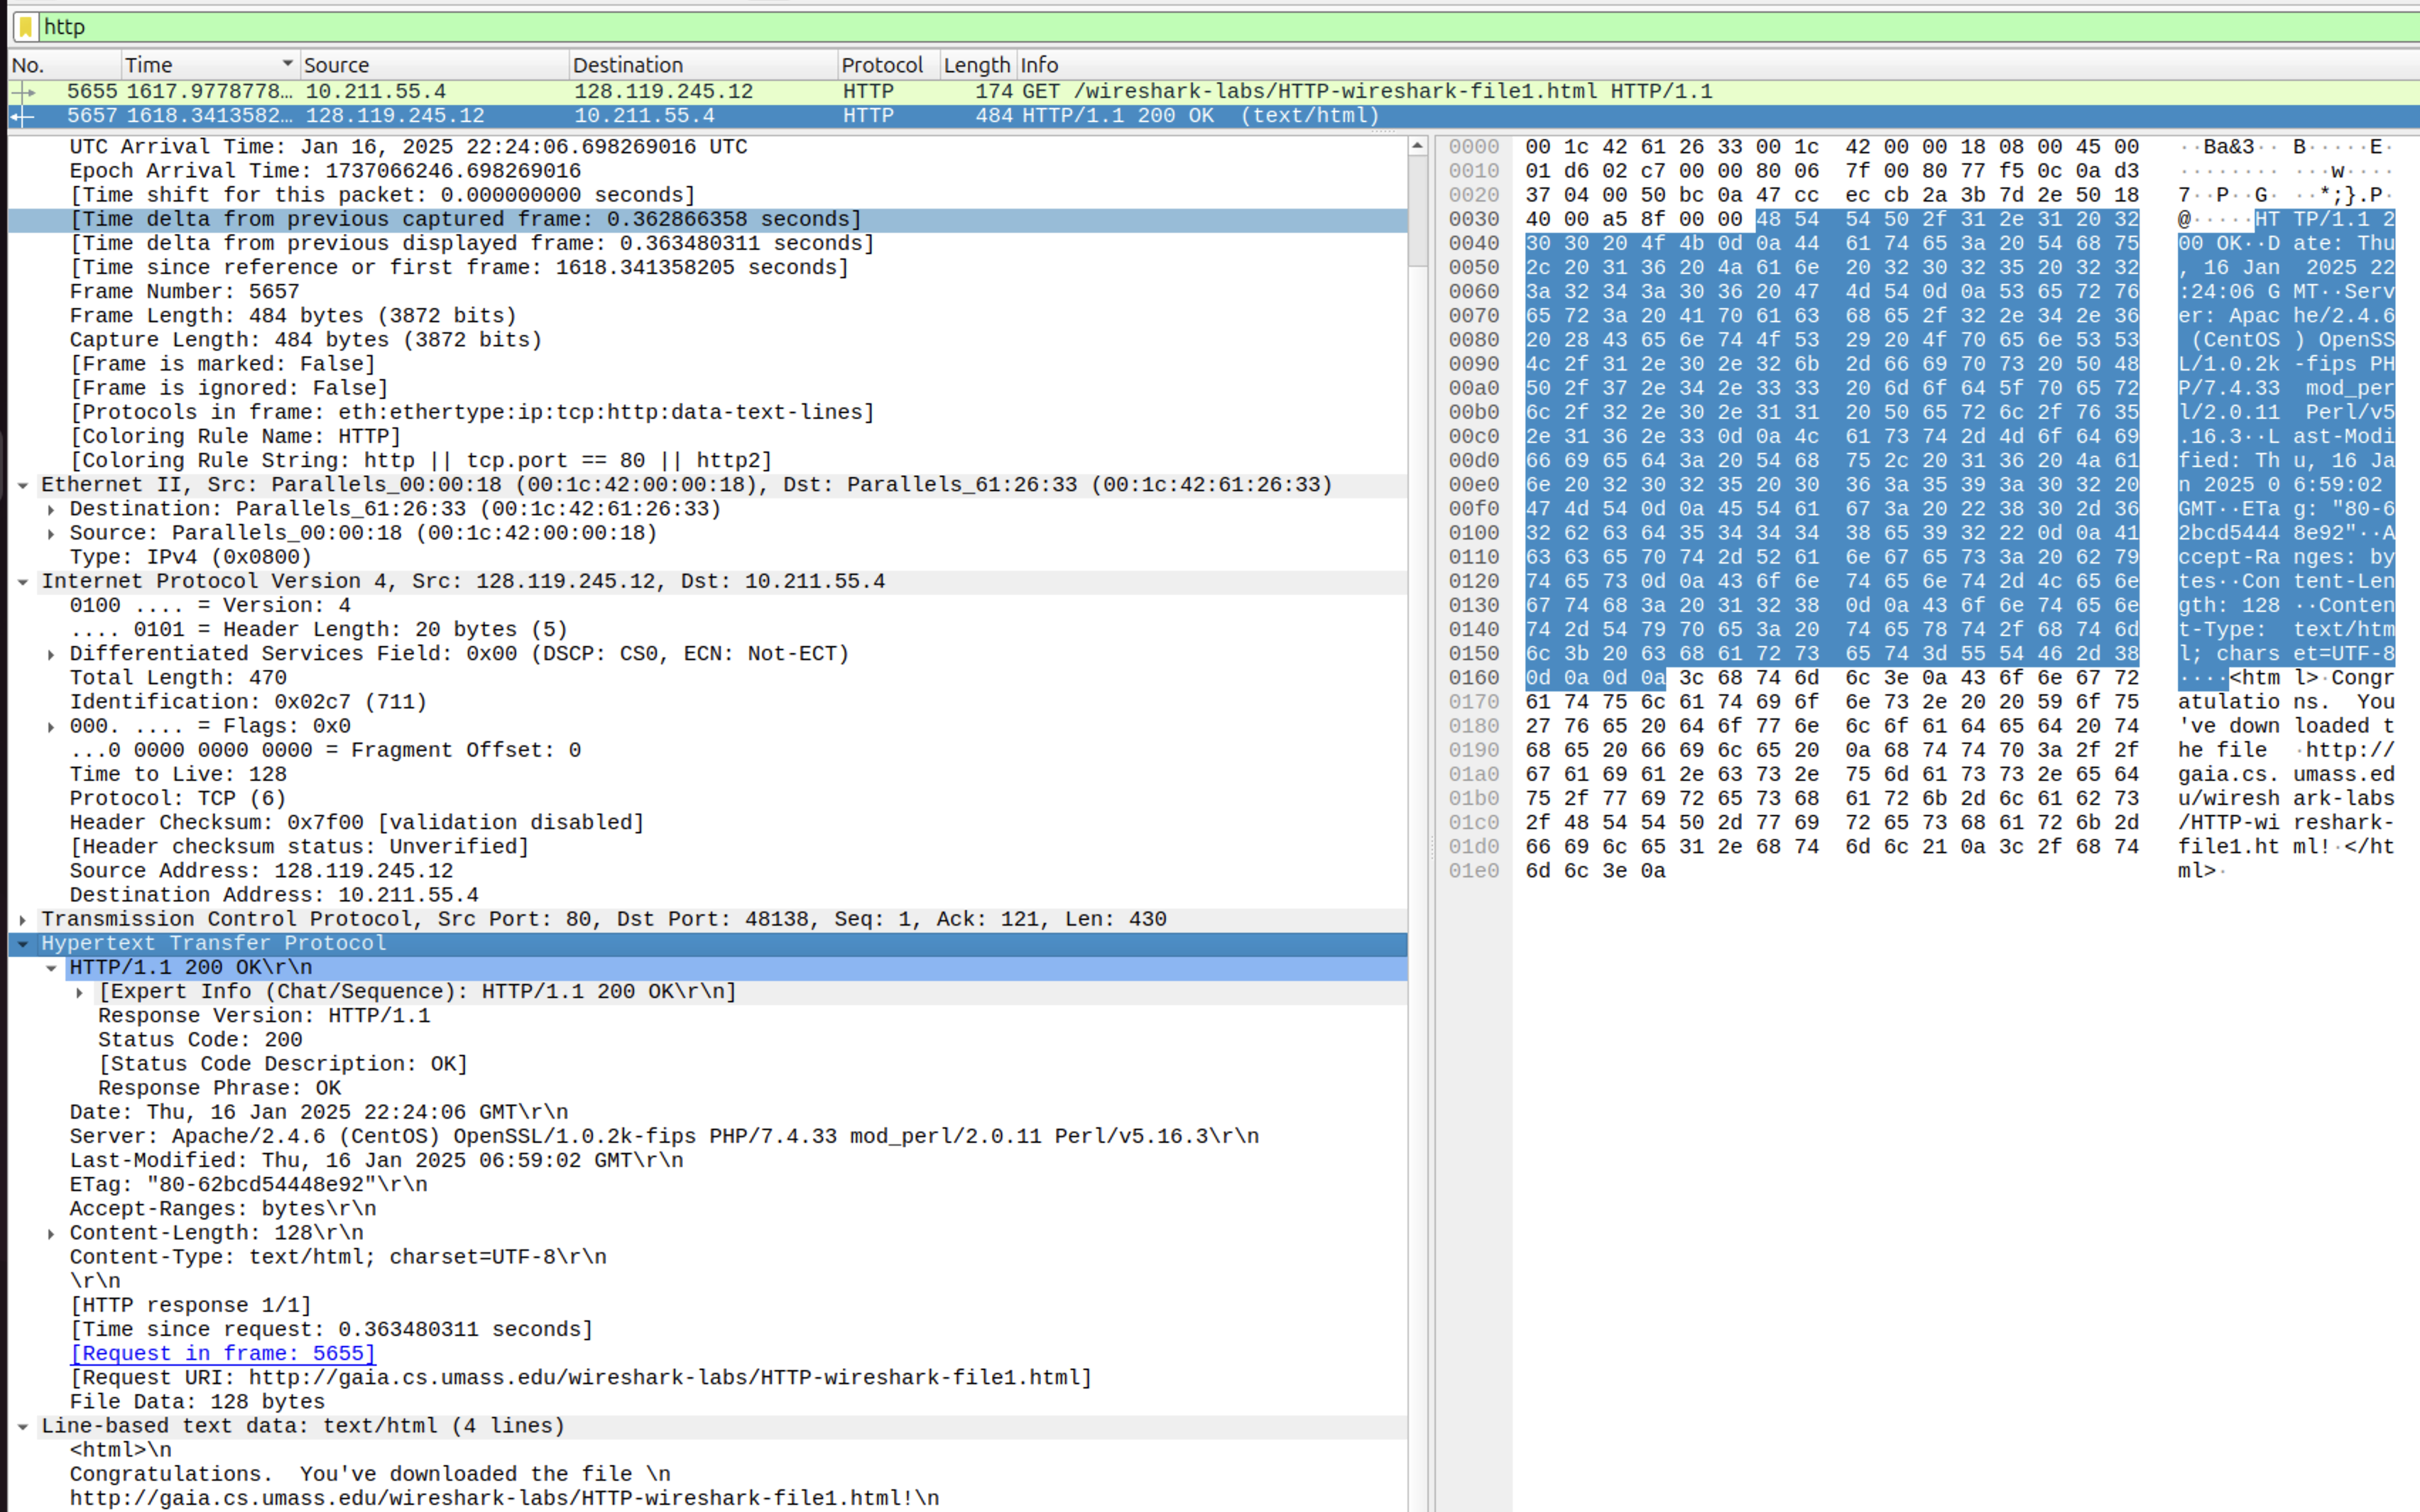 http
No. Time Source Destination Protocol Length Info
5655 1617.9778778… 10.211.55.4 128.119.245.12 HTTP 174 GET /wireshark-labs/HTTP-wireshark-file1.html HTTP/1.1
5657 1618.3413582… 128.119.245.12 10.211.55.4 HTTP 484 HTTP/1.1 200 OK  (text/html)
UTC Arrival Time: Jan 16, 2025 22:24:06.698269016 UTC
Epoch Arrival Time: 1737066246.698269016
[Time shift for this packet: 0.000000000 seconds]
[Time delta from previous captured frame: 0.362866358 seconds]
[Time delta from previous displayed frame: 0.363480311 seconds]
[Time since reference or first frame: 1618.341358205 seconds]
Frame Number: 5657
Frame Length: 484 bytes (3872 bits)
Capture Length: 484 bytes (3872 bits)
[Frame is marked: False]
[Frame is ignored: False]
[Protocols in frame: eth:ethertype:ip:tcp:http:data-text-lines]
[Coloring Rule Name: HTTP]
[Coloring Rule String: http || tcp.port == 80 || http2]
Ethernet II, Src: Parallels_00:00:18 (00:1c:42:00:00:18), Dst: Parallels_61:26:33 (00:1c:42:61:26:33)
Destination: Parallels_61:26:33 (00:1c:42:61:26:33)
Source: Parallels_00:00:18 (00:1c:42:00:00:18)
Type: IPv4 (0x0800)
Internet Protocol Version 4, Src: 128.119.245.12, Dst: 10.211.55.4
0100 .... = Version: 4
.... 0101 = Header Length: 20 bytes (5)
Differentiated Services Field: 0x00 (DSCP: CS0, ECN: Not-ECT)
Total Length: 470
Identification: 0x02c7 (711)
000. .... = Flags: 0x0
...0 0000 0000 0000 = Fragment Offset: 0
Time to Live: 128
Protocol: TCP (6)
Header Checksum: 0x7f00 [validation disabled]
[Header checksum status: Unverified]
Source Address: 128.119.245.12
Destination Address: 10.211.55.4
Transmission Control Protocol, Src Port: 80, Dst Port: 48138, Seq: 1, Ack: 121, Len: 430
Hypertext Transfer Protocol
HTTP/1.1 200 OK\r\n
[Expert Info (Chat/Sequence): HTTP/1.1 200 OK\r\n]
Response Version: HTTP/1.1
Status Code: 200
[Status Code Description: OK]
Response Phrase: OK
Date: Thu, 16 Jan 2025 22:24:06 GMT\r\n
Server: Apache/2.4.6 (CentOS) OpenSSL/1.0.2k-fips PHP/7.4.33 mod_perl/2.0.11 Perl/v5.16.3\r\n
Last-Modified: Thu, 16 Jan 2025 06:59:02 GMT\r\n
ETag: "80-62bcd54448e92"\r\n
Accept-Ranges: bytes\r\n
Content-Length: 128\r\n
Content-Type: text/html; charset=UTF-8\r\n
\r\n
[HTTP response 1/1]
[Time since request: 0.363480311 seconds]
[Request in frame: 5655]
[Request URI: http://gaia.cs.umass.edu/wireshark-labs/HTTP-wireshark-file1.html]
File Data: 128 bytes
Line-based text data: text/html (4 lines)
<html>\n
Congratulations.  You've downloaded the file \n
http://gaia.cs.umass.edu/wireshark-labs/HTTP-wireshark-file1.html!\n
0000 00 1c 42 61 26 33 00 1c 42 00 00 18 08 00 45 00 ··Ba&3·· B·····E·
0010 01 d6 02 c7 00 00 80 06 7f 00 80 77 f5 0c 0a d3 ········ ···w····
0020 37 04 00 50 bc 0a 47 cc ec cb 2a 3b 7d 2e 50 18 7··P··G· ··*;}.P·
0030 40 00 a5 8f 00 00 48 54 54 50 2f 31 2e 31 20 32 @·····HT TP/1.1 2
0040 30 30 20 4f 4b 0d 0a 44 61 74 65 3a 20 54 68 75 00 OK··D ate: Thu
0050 2c 20 31 36 20 4a 61 6e 20 32 30 32 35 20 32 32 , 16 Jan  2025 22
0060 3a 32 34 3a 30 36 20 47 4d 54 0d 0a 53 65 72 76 :24:06 G MT··Serv
0070 65 72 3a 20 41 70 61 63 68 65 2f 32 2e 34 2e 36 er: Apac he/2.4.6
0080 20 28 43 65 6e 74 4f 53 29 20 4f 70 65 6e 53 53  (CentOS ) OpenSS
0090 4c 2f 31 2e 30 2e 32 6b 2d 66 69 70 73 20 50 48 L/1.0.2k -fips PH
00a0 50 2f 37 2e 34 2e 33 33 20 6d 6f 64 5f 70 65 72 P/7.4.33  mod_per
00b0 6c 2f 32 2e 30 2e 31 31 20 50 65 72 6c 2f 76 35 l/2.0.11  Perl/v5
00c0 2e 31 36 2e 33 0d 0a 4c 61 73 74 2d 4d 6f 64 69 .16.3··L ast-Modi
00d0 66 69 65 64 3a 20 54 68 75 2c 20 31 36 20 4a 61 fied: Th u, 16 Ja
00e0 6e 20 32 30 32 35 20 30 36 3a 35 39 3a 30 32 20 n 2025 0 6:59:02
00f0 47 4d 54 0d 0a 45 54 61 67 3a 20 22 38 30 2d 36 GMT··ETa g: "80-6
0100 32 62 63 64 35 34 34 34 38 65 39 32 22 0d 0a 41 2bcd5444 8e92"··A
0110 63 63 65 70 74 2d 52 61 6e 67 65 73 3a 20 62 79 ccept-Ra nges: by
0120 74 65 73 0d 0a 43 6f 6e 74 65 6e 74 2d 4c 65 6e tes··Con tent-Len
0130 67 74 68 3a 20 31 32 38 0d 0a 43 6f 6e 74 65 6e gth: 128 ··Conten
0140 74 2d 54 79 70 65 3a 20 74 65 78 74 2f 68 74 6d t-Type:  text/htm
0150 6c 3b 20 63 68 61 72 73 65 74 3d 55 54 46 2d 38 l; chars et=UTF-8
0160 0d 0a 0d 0a 3c 68 74 6d 6c 3e 0a 43 6f 6e 67 72 ····<htm l>·Congr
0170 61 74 75 6c 61 74 69 6f 6e 73 2e 20 20 59 6f 75 atulatio ns.  You
0180 27 76 65 20 64 6f 77 6e 6c 6f 61 64 65 64 20 74 've down loaded t
0190 68 65 20 66 69 6c 65 20 0a 68 74 74 70 3a 2f 2f he file  ·http://
01a0 67 61 69 61 2e 63 73 2e 75 6d 61 73 73 2e 65 64 gaia.cs. umass.ed
01b0 75 2f 77 69 72 65 73 68 61 72 6b 2d 6c 61 62 73 u/wiresh ark-labs
01c0 2f 48 54 54 50 2d 77 69 72 65 73 68 61 72 6b 2d /HTTP-wi reshark-
01d0 66 69 6c 65 31 2e 68 74 6d 6c 21 0a 3c 2f 68 74 file1.ht ml!·</ht
01e0 6d 6c 3e 0a ml>·